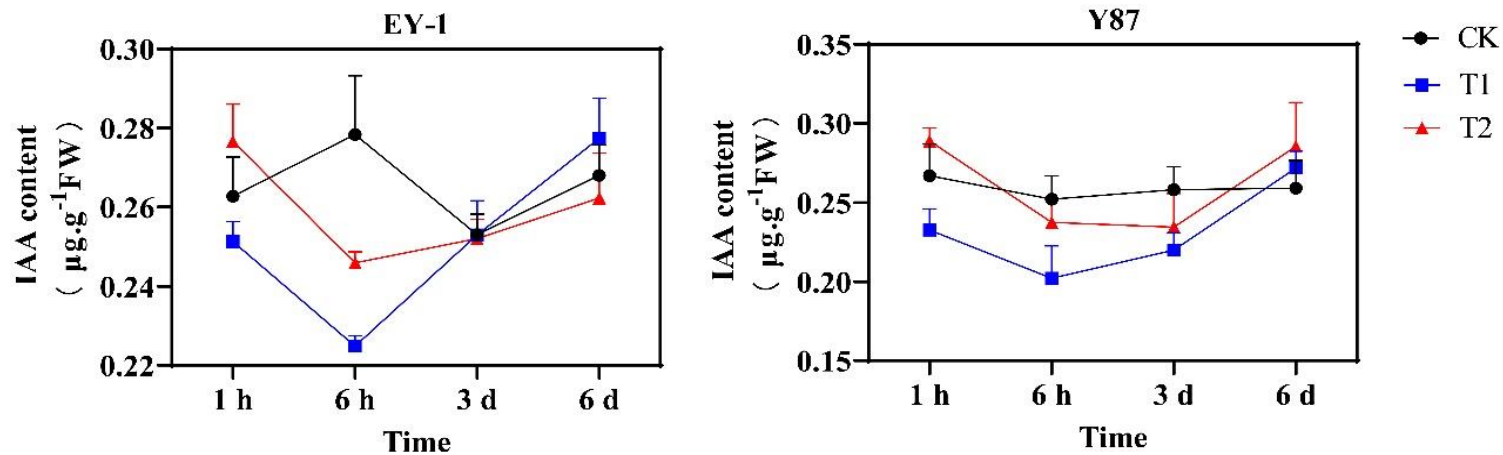 EY-1
0.30
0.28
0.26
0.24
0.22
IAA content
( μg.g⁻¹FW)
1 h 6 h 3 d 6 d
Time
Y87
0.35
0.30
0.25
0.20
0.15
IAA content
( μg.g⁻¹FW)
1 h 6 h 3 d 6 d
Time
CK
T1
T2